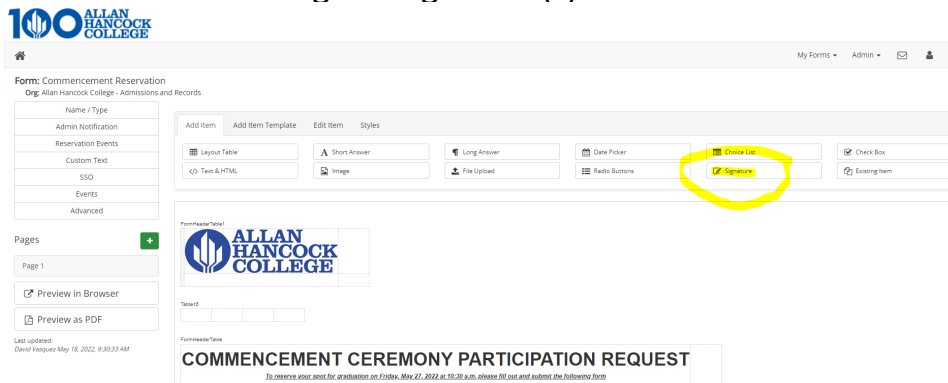 100 ALLAN
HANCOCK
COLLEGE
My Forms Admin
Form: Commencement Reservation
Org: Allan Hancock College - Admissions and Records
Name / Type
Admin Notification
Reservation Events
Custom Text
SSO
Events
Advanced
Pages
Page 1
Preview in Browser
Preview as PDF
Last updated:
David Vasquez May 18, 2022, 9:30:33 AM
Add Item Add Item Template Edit Item Styles
Layout Table Short Answer Long Answer Date Picker Choice List Check Box
Text & HTML Image File Upload Radio Buttons Signature Existing Item
FormHeaderTable1
ALLAN
HANCOCK
COLLEGE
Table15
FormHeaderTable
COMMENCEMENT CEREMONY PARTICIPATION REQUEST
To reserve your spot for graduation on Friday, May 27, 2022 at 10:30 a.m. please fill out and submit the following form